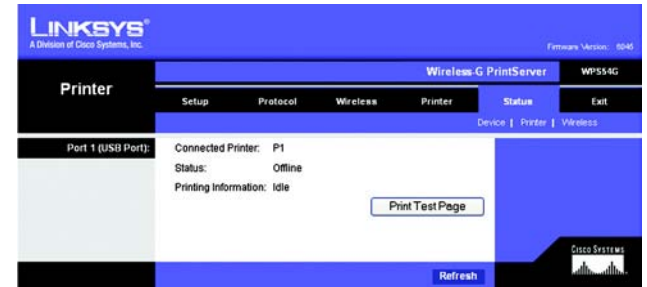 LINKSYS®
A Division of Cisco Systems, Inc.
Firmware Version: 6046
Wireless-G PrintServer WPS54G
Printer
Setup Protocol Wireless Printer Status Exit
Device | Printer | Wireless
Port 1 (USB Port):
Connected Printer: P1
Status: Offline
Printing Information: Idle
Print Test Page
Refresh
CISCO SYSTEMS